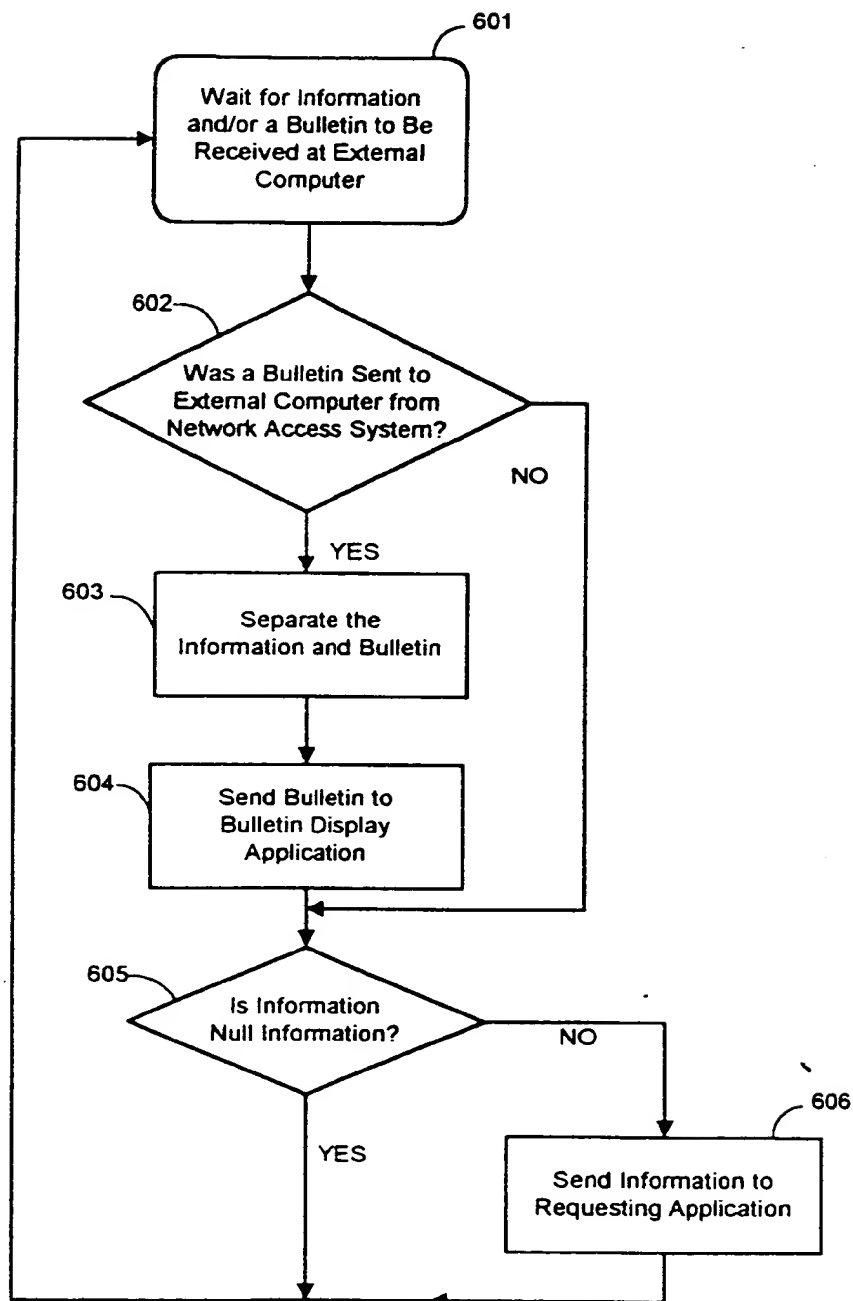 601
Wait for Information
and/or a Bulletin to Be
Received at External
Computer
602
Was a Bulletin Sent to
External Computer from
Network Access System?
NO
YES
603
Separate the
Information and Bulletin
604
Send Bulletin to
Bulletin Display
Application
605
Is Information
Null Information?
NO
YES
606
Send Information to
Requesting Application